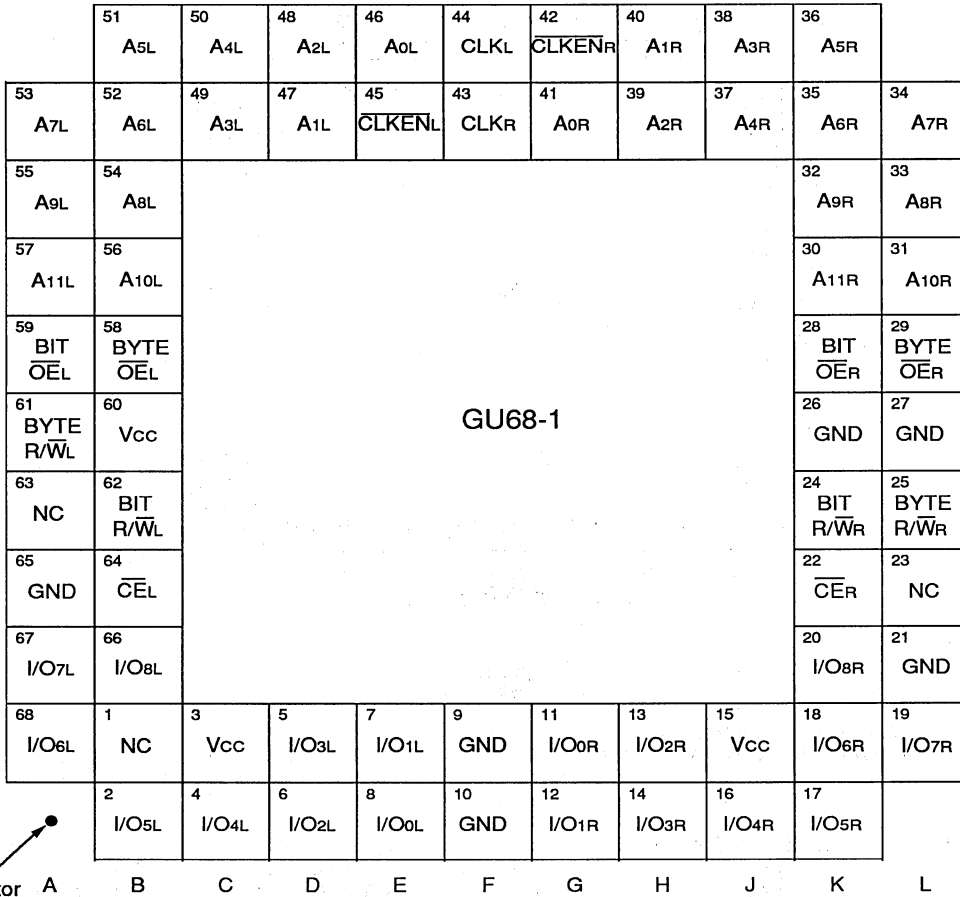 51 50 48 46 44 42 40 38 36
A5L A4L A2L A0L CLKL CLKENR A1R A3R A5R
53 52 49 47 45 43 41 39 37 35 34
A7L A6L A3L A1L CLKENL CLKR A0R A2R A4R A6R A7R
55 54 32 33
A9L A8L A9R A8R
57 56 30 31
A11L A10L A11R A10R
59 58 28 29
BIT BYTE BIT BYTE
OEL OEL OER OER
61 60 26 27
BYTE VCC GU68-1 GND GND
R/WL
63 62 24 25
NC BIT BIT BYTE
R/WL R/WR R/WR
65 64 22 23
GND CEL CER NC
67 66 20 21
I/O7L I/O8L I/O8R GND
68 1 3 5 7 9 11 13 15 18 19
I/O6L NC VCC I/O3L I/O1L GND I/O0R I/O2R VCC I/O6R I/O7R
2 4 6 8 10 12 14 16 17
I/O5L I/O4L I/O2L I/O0L GND I/O1R I/O3R I/O4R I/O5R
tor A B C D E F G H J K L